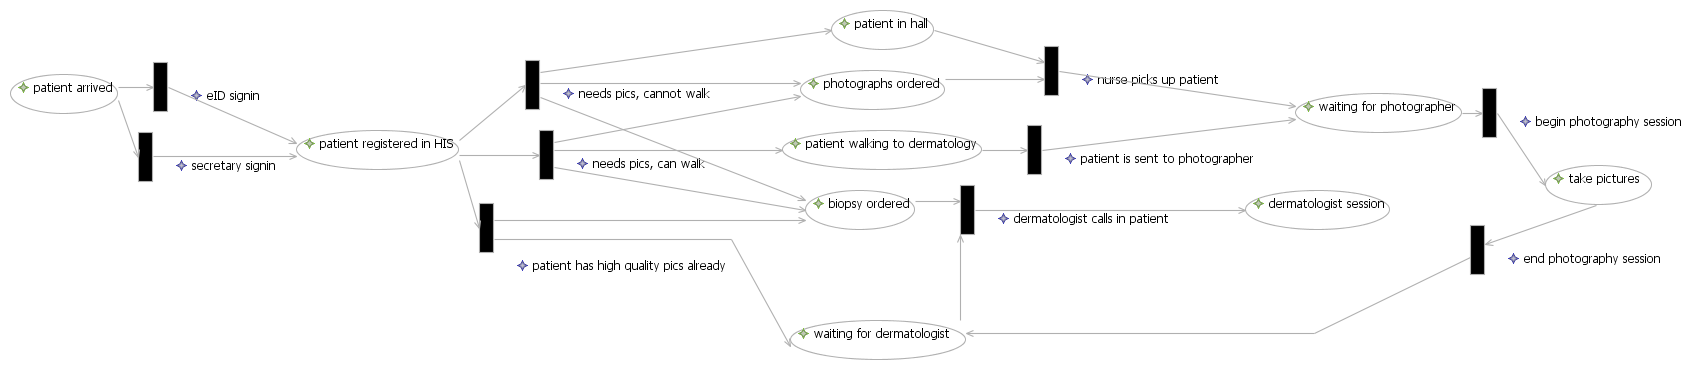 patient in hall
patient arrived
eID signin
needs pics, cannot walk
photographs ordered
nurse picks up patient
waiting for photographer
begin photography session
patient registered in HIS
secretary signin
needs pics, can walk
patient walking to dermatology
patient is sent to photographer
take pictures
biopsy ordered
dermatologist calls in patient
dermatologist session
patient has high quality pics already
end photography session
waiting for dermatologist